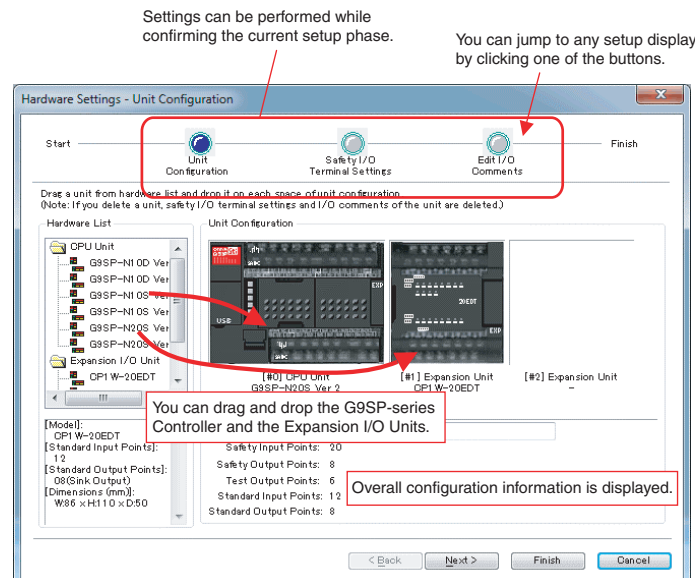 Settings can be performed while
confirming the current setup phase.
You can jump to any setup display
by clicking one of the buttons.
Hardware Settings - Unit Configuration
Start
Unit
Configuration
Safety I/O
Terminal Settings
Edit I/O
Comments
Finish
Drag a unit from hardware list and drop it on each space of unit configuration.
(Note: If you delete a unit, safety I/O terminal settings and I/O comments of the unit are deleted.)
Hardware List
CPU Unit
G9SP-N10D Ver
G9SP-N10D Ver
G9SP-N10S Ver
G9SP-N10S Ver
G9SP-N20S Ver
G9SP-N20S Ver
Expansion I/O Unit
CP1W-20EDT
Unit Configuration
USB
EXP
20EDT
EXP
[#0] CPU Unit
G9SP-N20S Ver 2
[#1] Expansion Unit
CP1W-20EDT
[#2] Expansion Unit
-
You can drag and drop the G9SP-series
Controller and the Expansion I/O Units.
[Model]:
CP1W-20EDT
[Standard Input Points]:
12
[Standard Output Points]:
08(Sink Output)
[Dimensions (mm)]:
W:86 x H:110 x D:50
Safety Input Points: 20
Safety Output Points: 8
Test Output Points: 6
Standard Input Points: 12
Standard Output Points: 8
Overall configuration information is displayed.
< Back
Next >
Finish
Cancel